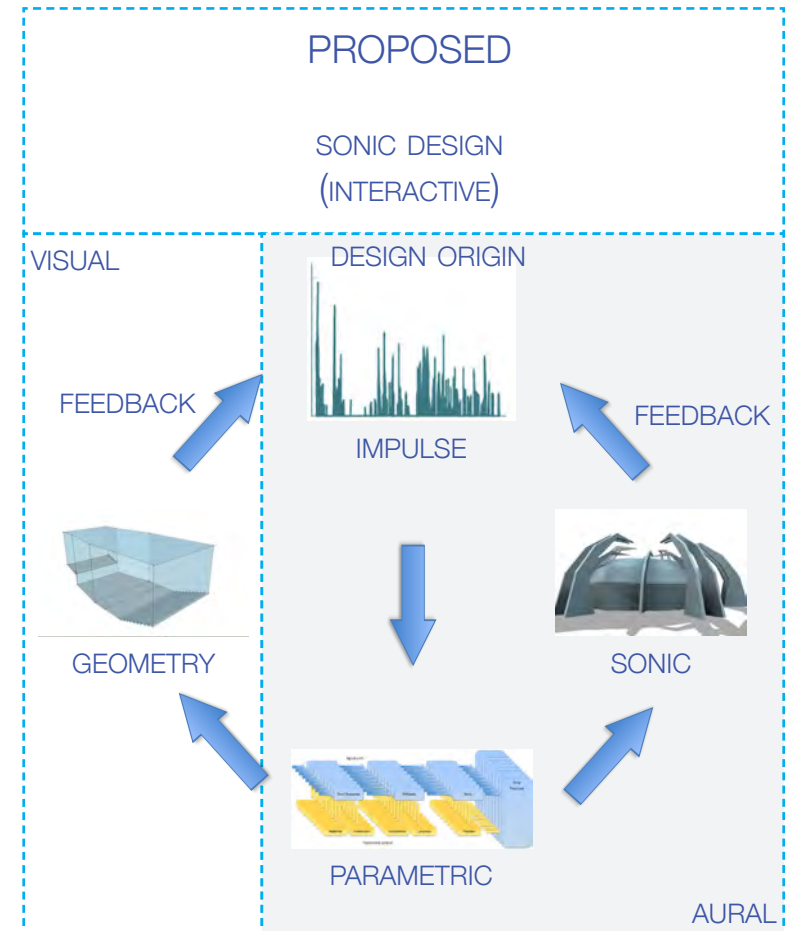 PROPOSED
SONIC DESIGN
(INTERACTIVE)
VISUAL
DESIGN ORIGIN
FEEDBACK
FEEDBACK
IMPULSE
GEOMETRY
SONIC
PARAMETRIC
AURAL